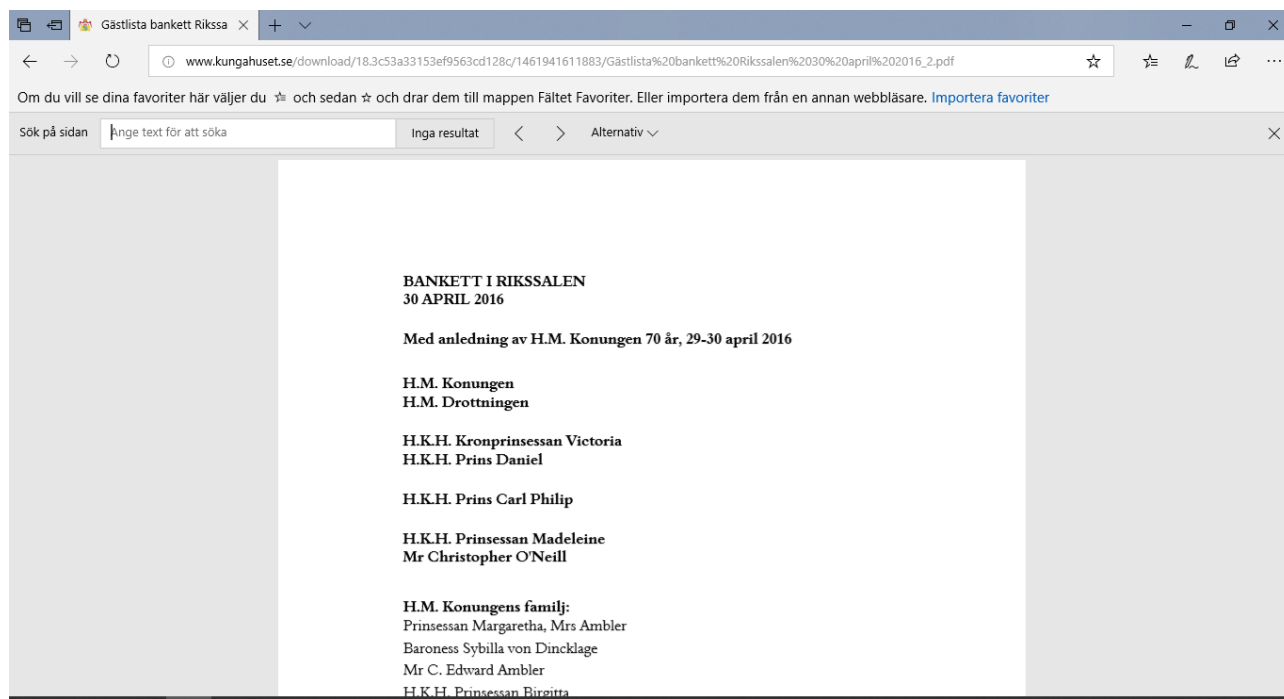 Gästlista bankett Rikssa
www.kungahuset.se/download/18.3c53a33153ef9563cd128c/1461941611883/Gästlista%20bankett%20Rikssalen%2030%20april%202016_2.pdf
Om du vill se dina favoriter här väljer du och sedan och drar dem till mappen Fältet Favoriter. Eller importera dem från en annan webbläsare. Importera favoriter
Sök på sidan Ange text för att söka Inga resultat Alternativ
BANKETT I RIKSSALEN
30 APRIL 2016
Med anledning av H.M. Konungen 70 år, 29-30 april 2016
H.M. Konungen
H.M. Drottningen
H.K.H. Kronprinsessan Victoria
H.K.H. Prins Daniel
H.K.H. Prins Carl Philip
H.K.H. Prinsessan Madeleine
Mr Christopher O'Neill
H.M. Konungens familj:
Prinsessan Margaretha, Mrs Ambler
Baroness Sybilla von Dincklage
Mr C. Edward Ambler
H.K.H. Prinsessan Birgitta